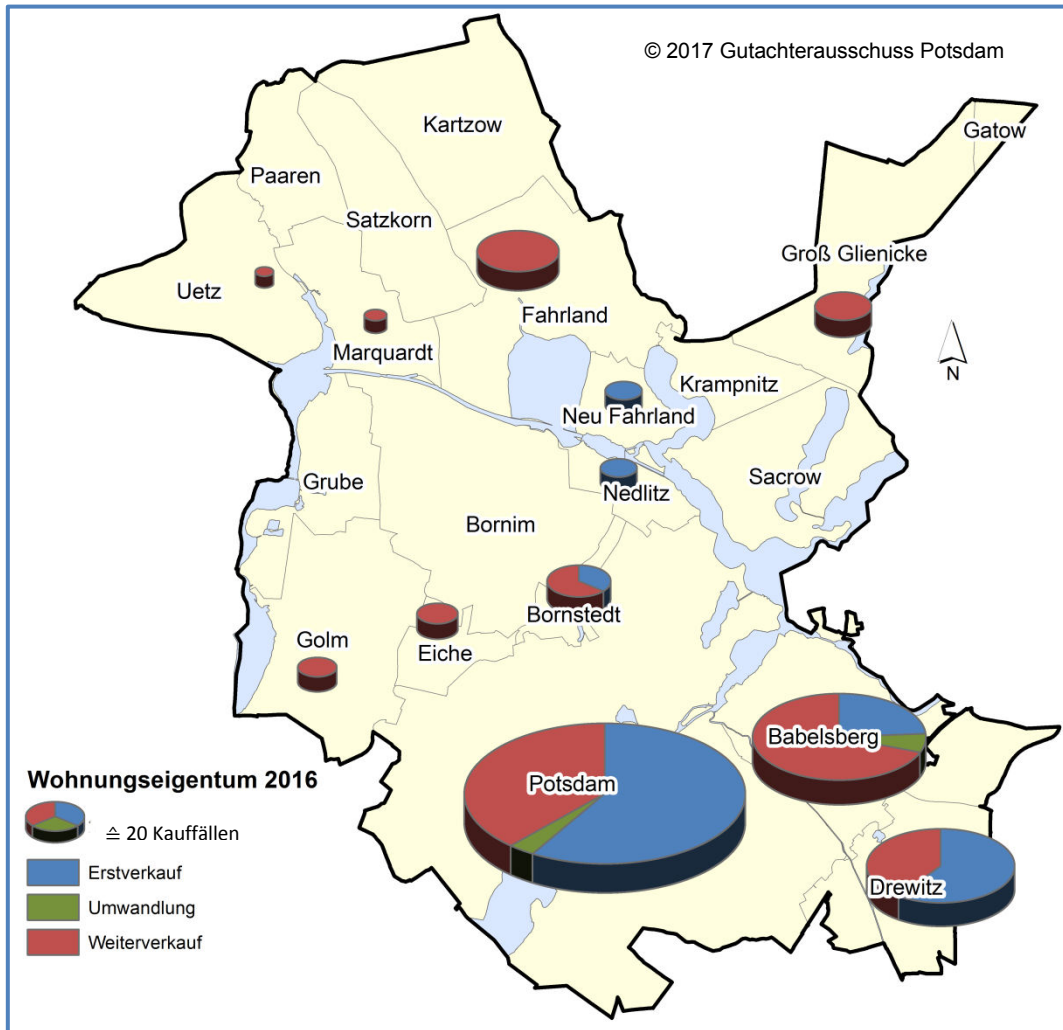 © 2017 Gutachterausschuss Potsdam
Kartzow
Gatow
Paaren
Satzkorn
Groß Glienicke
Uetz
Fahrland
Marquardt
N
Krampnitz
Neu Fahrland
Sacrow
Grube
Nedlitz
Bornim
Bornstedt
Golm
Eiche
Babelsberg
Wohnungseigentum 2016
Potsdam
≙ 20 Kauffällen
Erstverkauf
Drewitz
Umwandlung
Weiterverkauf